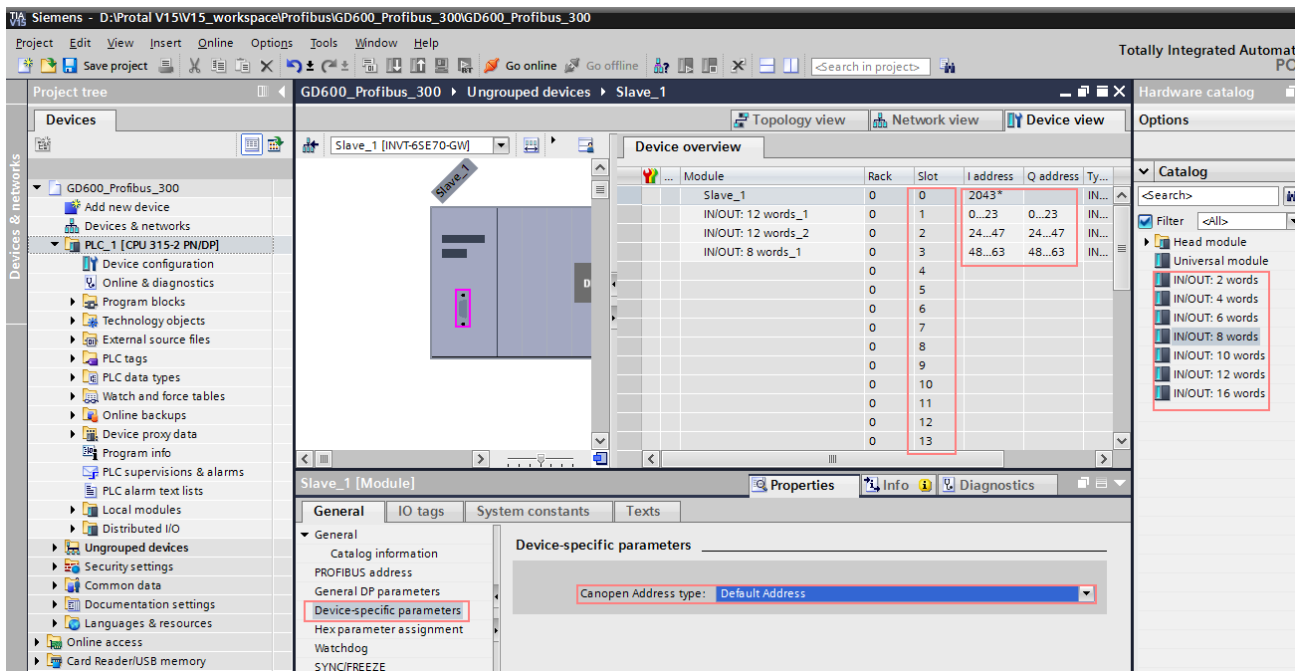 Siemens - D:\Protal V15\V15_workspace\Profibus\GD600_Profibus_300\GD600_Profibus_300
Project Edit View Insert Online Options Tools Window Help
Totally Integrated Automat
PO
Save project Go online Go offline <Search in project>
Project tree
GD600_Profibus_300 Ungrouped devices Slave_1
Hardware catalog
Devices
Topology view Network view Device view
Options
Devices & networks
Slave_1 [INVT-6SE70-GW]
Device overview
Catalog
<Search>
Filter <All>
Head module
Universal module
IN/OUT: 2 words
IN/OUT: 4 words
IN/OUT: 6 words
IN/OUT: 8 words
IN/OUT: 10 words
IN/OUT: 12 words
IN/OUT: 16 words
Slave_1
D
... Module Rack Slot I address Q address Ty...
Slave_1 0 0 2043* IN...
IN/OUT: 12 words_1 0 1 0...23 0...23 IN...
IN/OUT: 12 words_2 0 2 24...47 24...47 IN...
IN/OUT: 8 words_1 0 3 48...63 48...63 IN...
0 4
0 5
0 6
0 7
0 8
0 9
0 10
0 11
0 12
0 13
GD600_Profibus_300
Add new device
Devices & networks
PLC_1 [CPU 315-2 PN/DP]
Device configuration
Online & diagnostics
Program blocks
Technology objects
External source files
PLC tags
PLC data types
Watch and force tables
Online backups
Device proxy data
Program info
PLC supervisions & alarms
PLC alarm text lists
Local modules
Distributed I/O
Ungrouped devices
Security settings
Common data
Documentation settings
Languages & resources
Online access
Card Reader/USB memory
Slave_1 [Module]
Properties Info Diagnostics
General IO tags System constants Texts
General
Catalog information
PROFIBUS address
General DP parameters
Device-specific parameters
Hex parameter assignment
Watchdog
SYNC/FREEZE
Device-specific parameters
Canopen Address type: Default Address